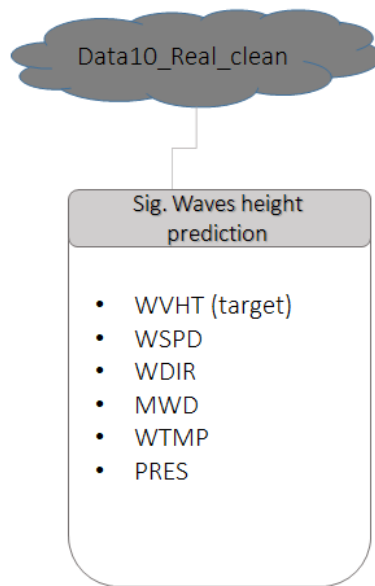 Data10_Real_clean
Sig. Waves height
prediction
• WVHT (target)
• WSPD
• WDIR
• MWD
• WTMP
• PRES